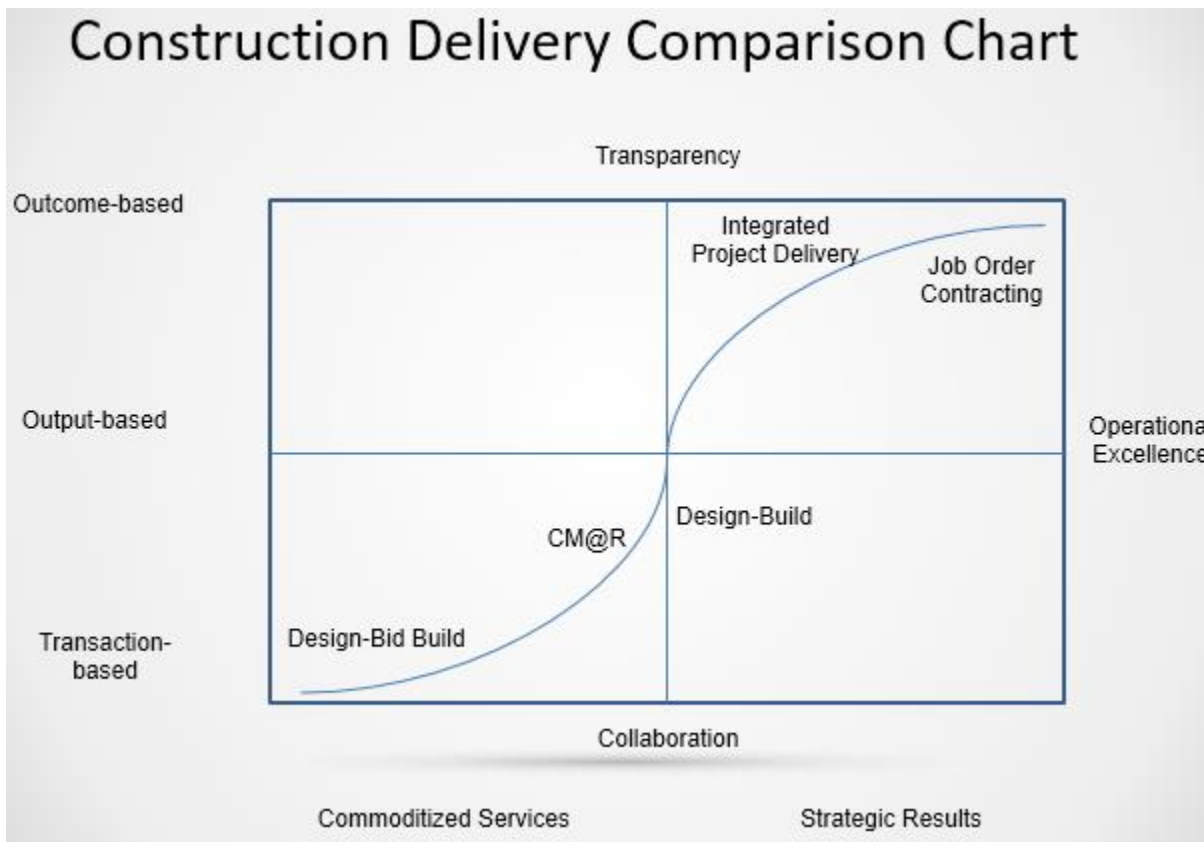 Construction Delivery Comparison Chart
Transparency
Outcome-based
Integrated
Project Delivery
Job Order
Contracting
Output-based
Operationa
Excellence
Design-Build
CM@R
Design-Bid Build
Transaction-
based
Collaboration
Commoditized Services
Strategic Results